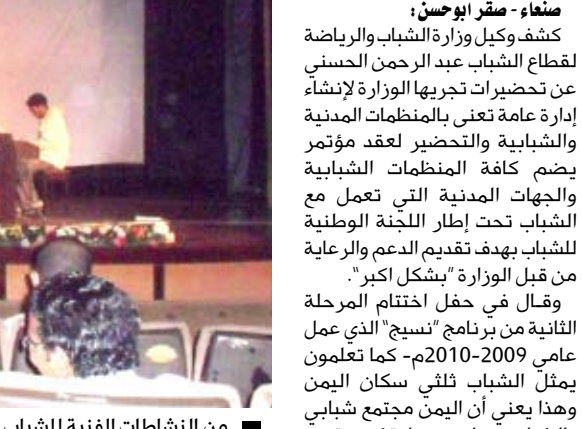 صنعاء - صقر ابوحسن :
كشف وكيل وزارة الشباب والرياضة
لقطاع الشباب عبد الرحمن الحسني
عن تحضيرات تجريها الوزارة لإنشاء
إدارة عامة تعنى بالمنظمات المدنية
والشبابية والتحضير لعقد مؤتمر
يضم كافة المنظمات الشبابية
والجهات المدنية التي تعمل مع
الشباب تحت إطار اللجنة الوطنية
للشباب بهدف تقديم الدعم والرعاية
من قبل الوزارة "بشكل اكبر".
وقـال في حفل اختتام المرحلة
الثانية من برنامج "نسيج" الذي عمل
عامي 2009-2010م- كما تعلمون
يمثل الشباب ثلثي سكان اليمن
وهذا يعني أن اليمن مجتمع شبابي
من النشاطات الفنية للشباب